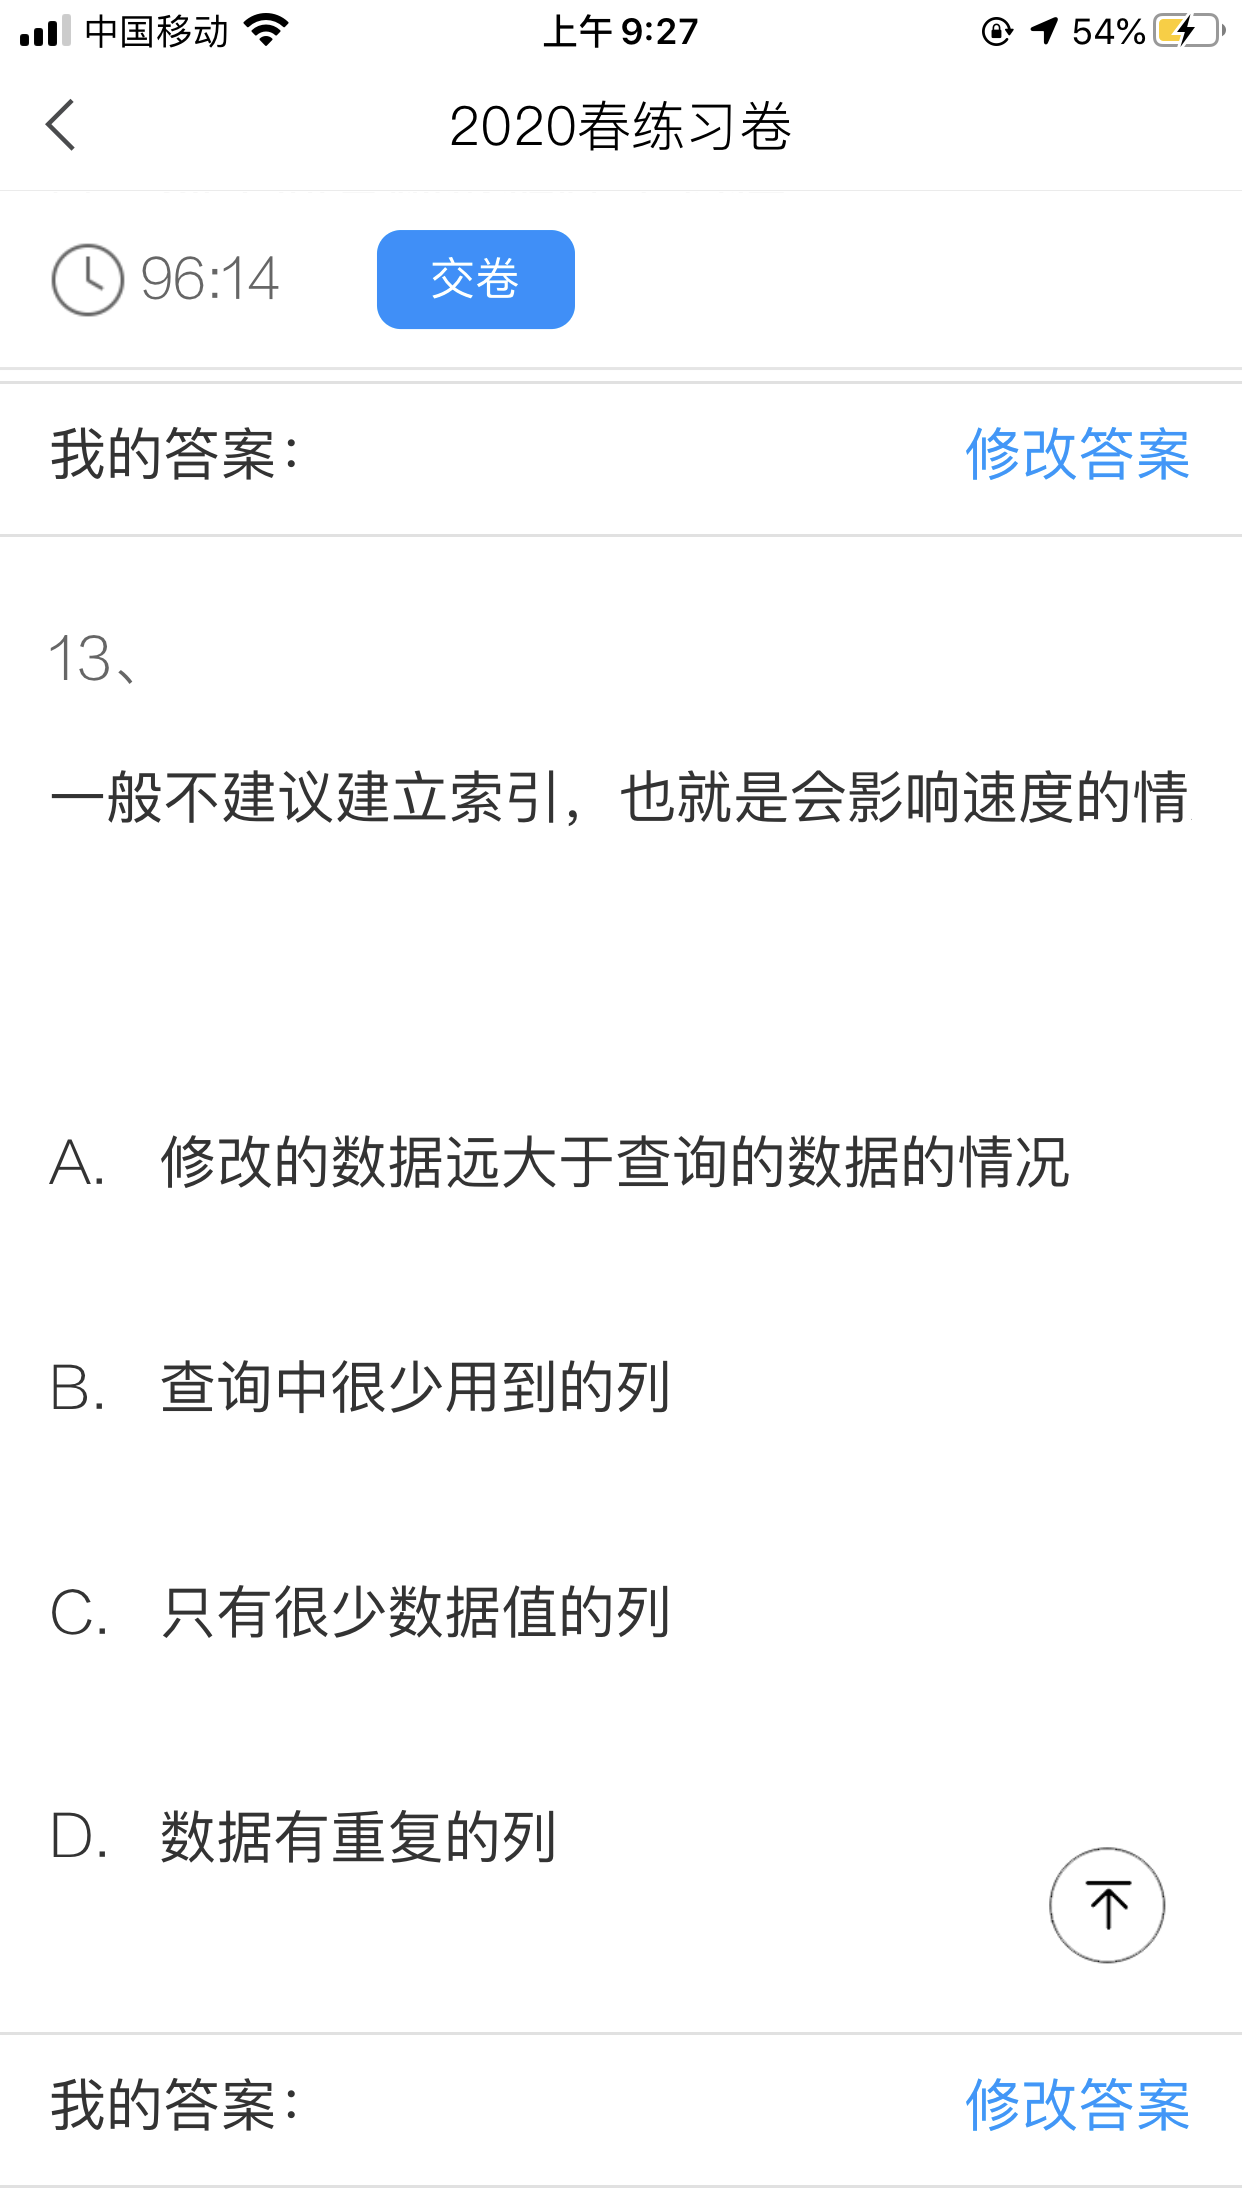 中国移动
上午 9:27
54%
2020春练习卷
96:14
交卷
我的答案：
修改答案
13、
一般不建议建立索引，也就是会影响速度的情
A. 修改的数据远大于查询的数据的情况
B. 查询中很少用到的列
C. 只有很少数据值的列
D. 数据有重复的列
我的答案：
修改答案